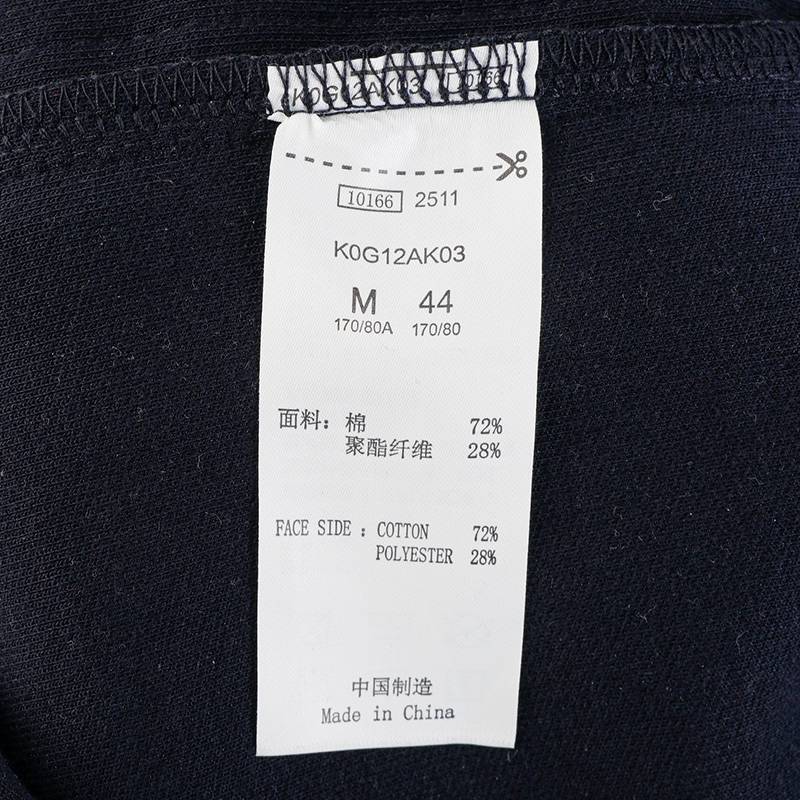 K0G12AK03 10166
10166 2511
K0G12AK03
M 44
170/80A 170/80
面料：棉 72%
聚酯纤维 28%
FACE SIDE : COTTON 72%
POLYESTER 28%
中国制造
Made in China